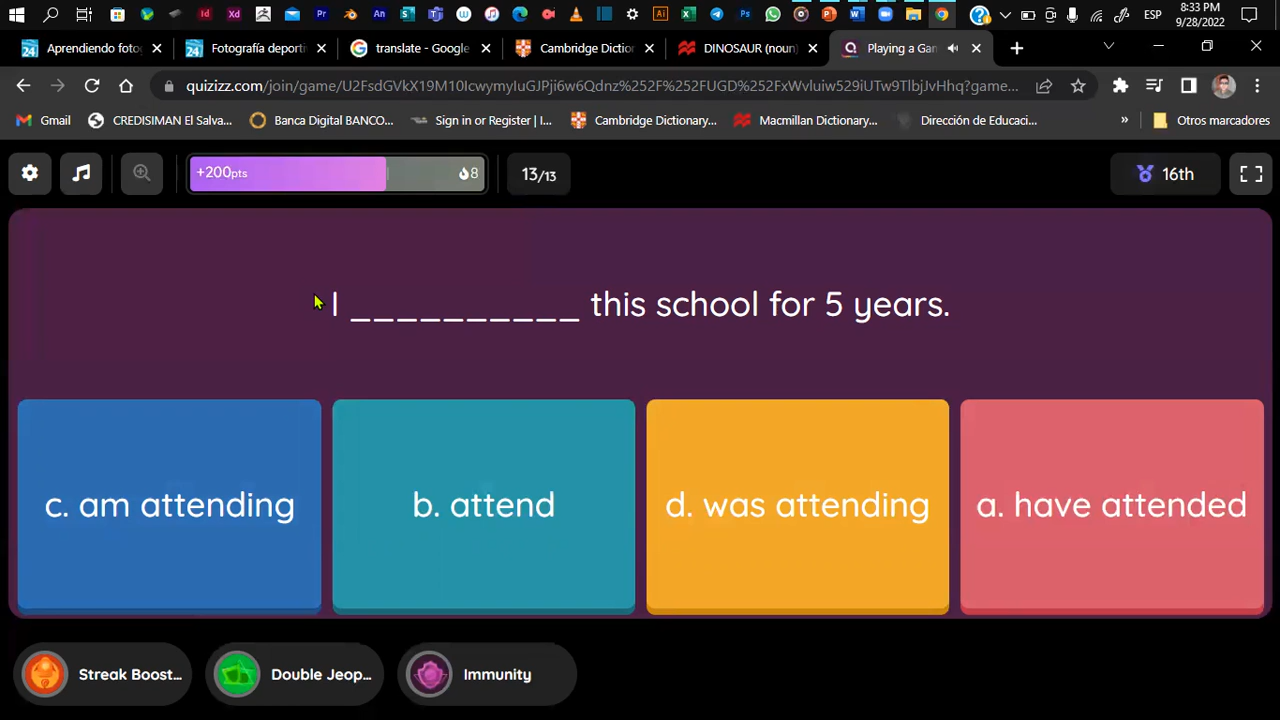 8:33 PM
ESP
9/28/2022
Aprendiendo foto
Fotografía deporti
translate - Google
Cambridge Dictio
DINOSAUR (noun)
Playing a Gam
quizizz.com/join/game/U2FsdGVkX19M10IcwymyIuGJPji6w6Qdnz%252F%252FUGD%252FxWvluiw529iUTw9TlbjJvHhq?game...
Gmail
CREDISIMAN El Salva...
Banca Digital BANCO...
Sign in or Register | I...
Cambridge Dictionary...
Macmillan Dictionary...
Dirección de Educaci...
»
Otros marcadores
+200pts
8
13/13
16th
I __________ this school for 5 years.
c. am attending
b. attend
d. was attending
a. have attended
Streak Boost...
Double Jeop...
Immunity